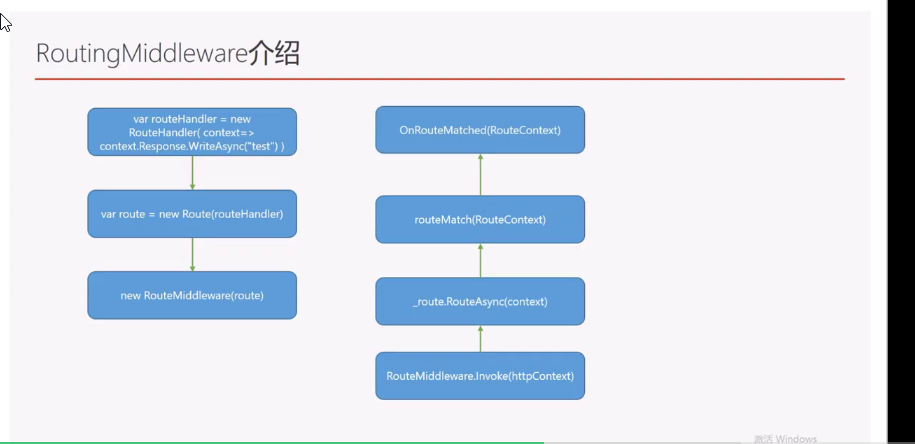 RoutingMiddleware介绍
var routeHandler = new
RouteHandler( context=>
context.Response.WriteAsync("test") )
var route = new Route(routeHandler)
new RouteMiddleware(route)
OnRouteMatched(RouteContext)
routeMatch(RouteContext)
_route.RouteAsync(context)
RouteMiddleware.Invoke(httpContext)
激活 Windows